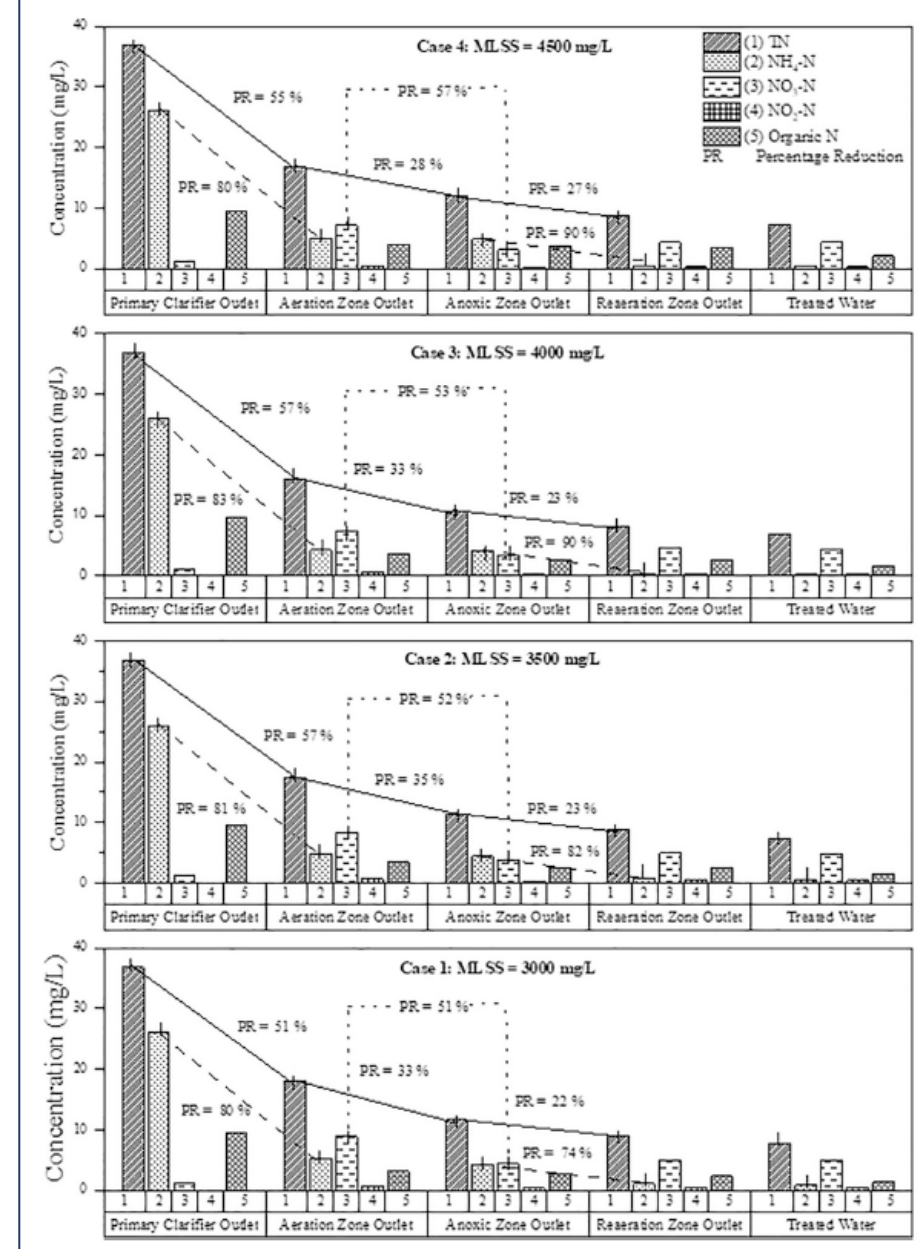 Case 4: MLSS = 4500 mg/L
(1) TN
(2) NH₄-N
(3) NO₃-N
(4) NO₂-N
(5) Organic N
PR Percentage Reduction
Concentration (mg/L)
40
30
20
10
0
PR = 55 %
PR = 57 %
PR = 80 %
PR = 28 %
PR = 27 %
PR = 90 %
1 2 3 4 5 1 2 3 4 5 1 2 3 4 5 1 2 3 4 5 1 2 3 4 5
Primary Clarifier Outlet Aeration Zone Outlet Anoxic Zone Outlet Reaeration Zone Outlet Treated Water
Case 3: MLSS = 4000 mg/L
Concentration (mg/L)
40
30
20
10
0
PR = 53 %
PR = 57 %
PR = 33 %
PR = 83 %
PR = 23 %
PR = 90 %
1 2 3 4 5 1 2 3 4 5 1 2 3 4 5 1 2 3 4 5 1 2 3 4 5
Primary Clarifier Outlet Aeration Zone Outlet Anoxic Zone Outlet Reaeration Zone Outlet Treated Water
Case 2: MLSS = 3500 mg/L
Concentration (mg/L)
40
30
20
10
0
PR = 52 %
PR = 57 %
PR = 35 %
PR = 81 %
PR = 23 %
PR = 82 %
1 2 3 4 5 1 2 3 4 5 1 2 3 4 5 1 2 3 4 5 1 2 3 4 5
Primary Clarifier Outlet Aeration Zone Outlet Anoxic Zone Outlet Reaeration Zone Outlet Treated Water
Case 1: MLSS = 3000 mg/L
Concentration (mg/L)
40
30
20
10
0
PR = 51 %
PR = 51 %
PR = 33 %
PR = 80 %
PR = 22 %
PR = 74 %
1 2 3 4 5 1 2 3 4 5 1 2 3 4 5 1 2 3 4 5 1 2 3 4 5
Primary Clarifier Outlet Aeration Zone Outlet Anoxic Zone Outlet Reaeration Zone Outlet Treated Water